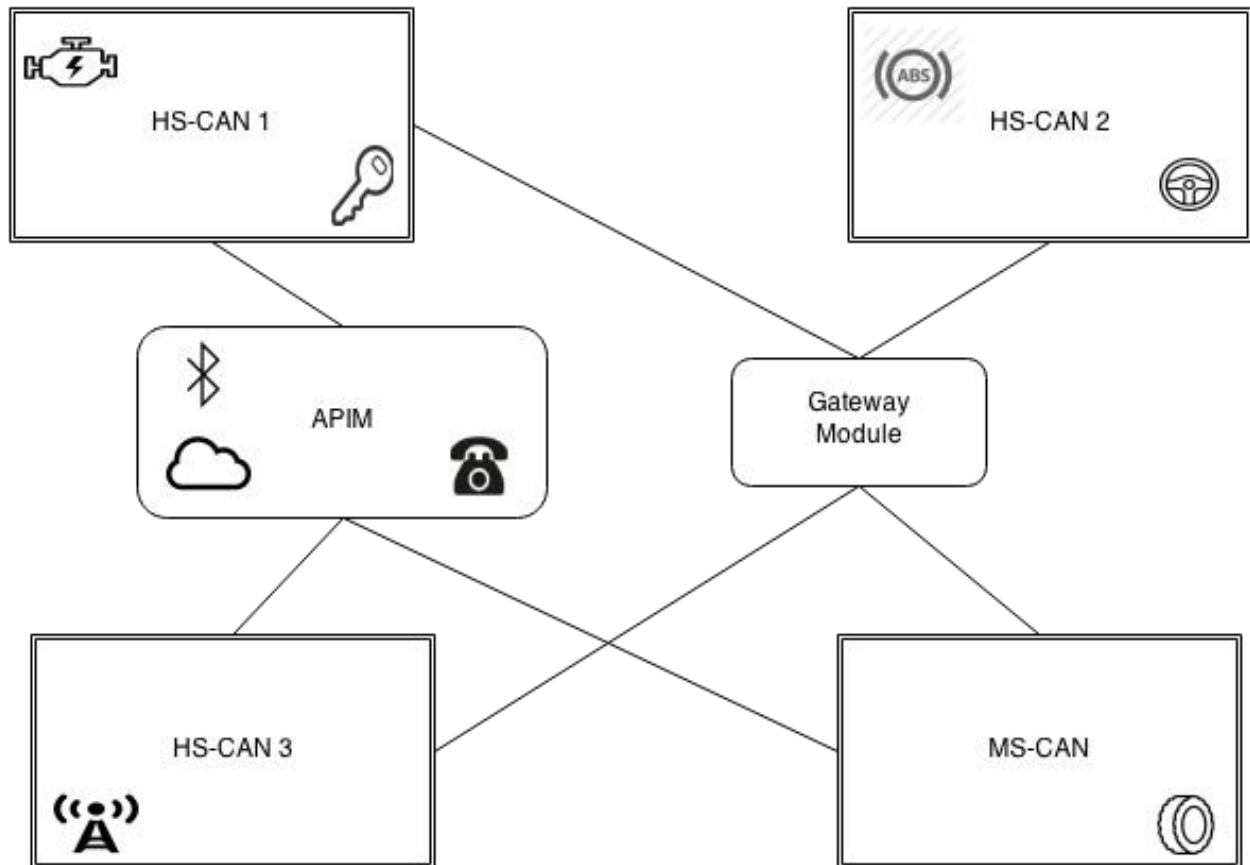 HS-CAN 1
ABS
HS-CAN 2
APIM
Gateway
Module
HS-CAN 3
MS-CAN